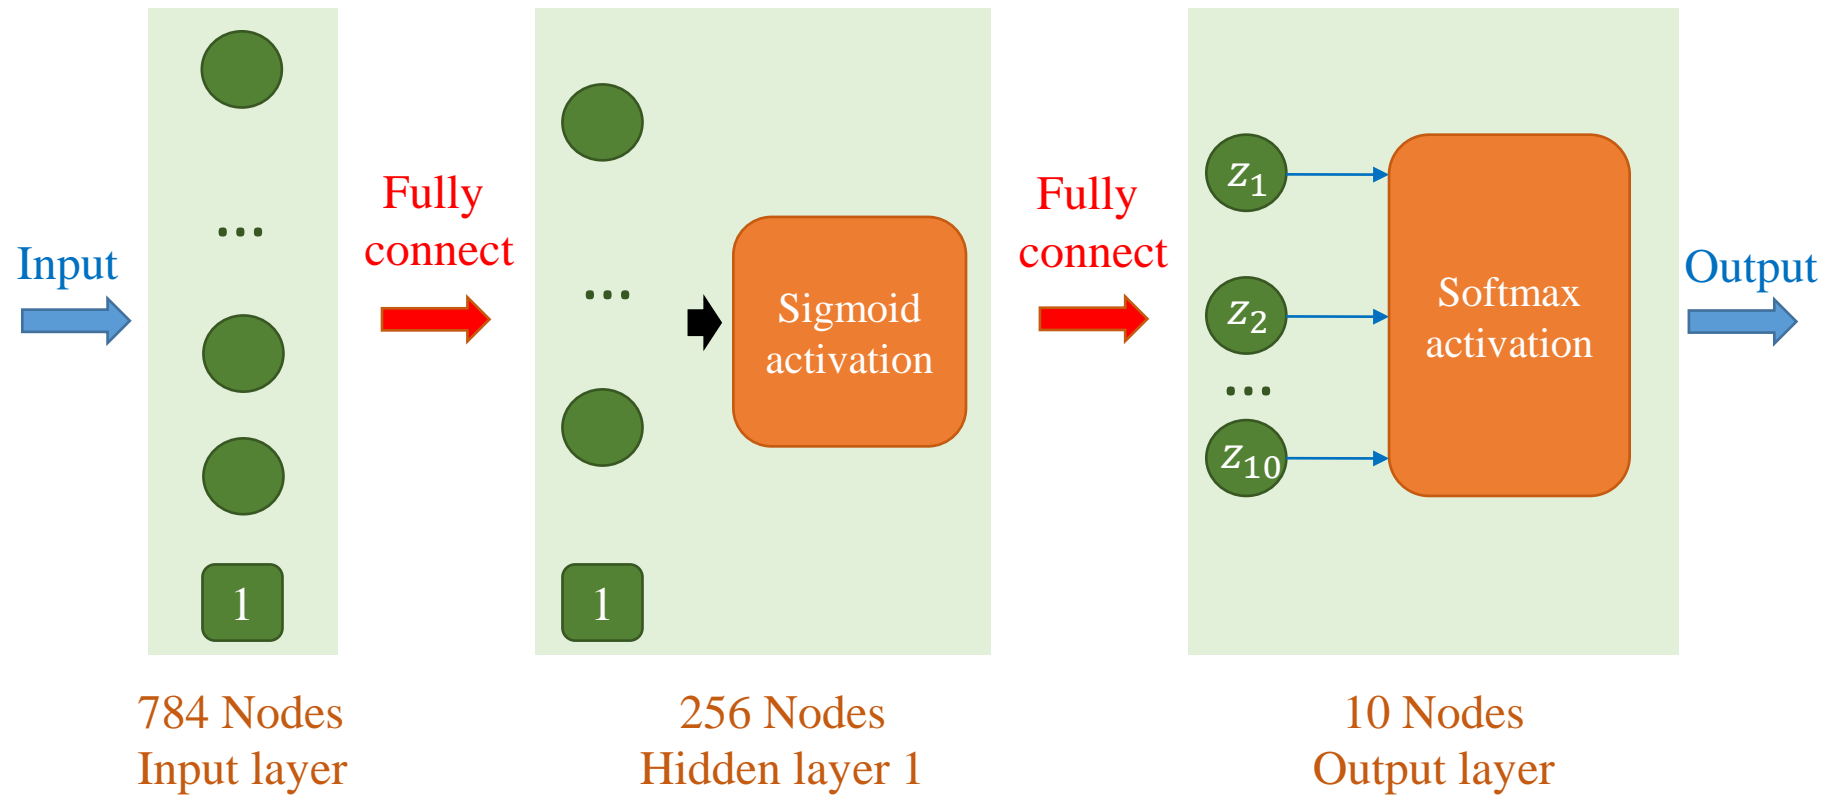 Input
...
1
784 Nodes
Input layer
Fully
connect
...
1
Sigmoid
activation
256 Nodes
Hidden layer 1
Fully
connect
z₁
z₂
...
z₁₀
Softmax
activation
10 Nodes
Output layer
Output